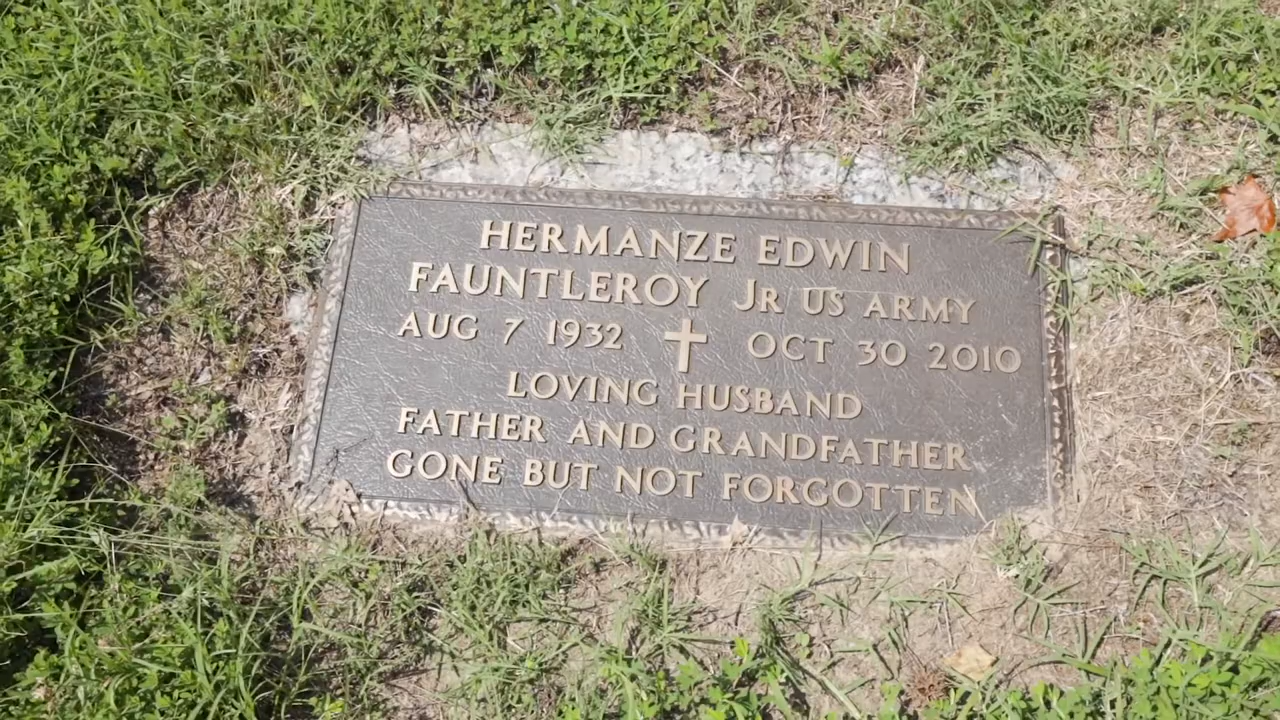 HERMANZE EDWIN
FAUNTLEROY JR US ARMY
AUG 7 1932 OCT 30 2010
LOVING HUSBAND
FATHER AND GRANDFATHER
GONE BUT NOT FORGOTTEN